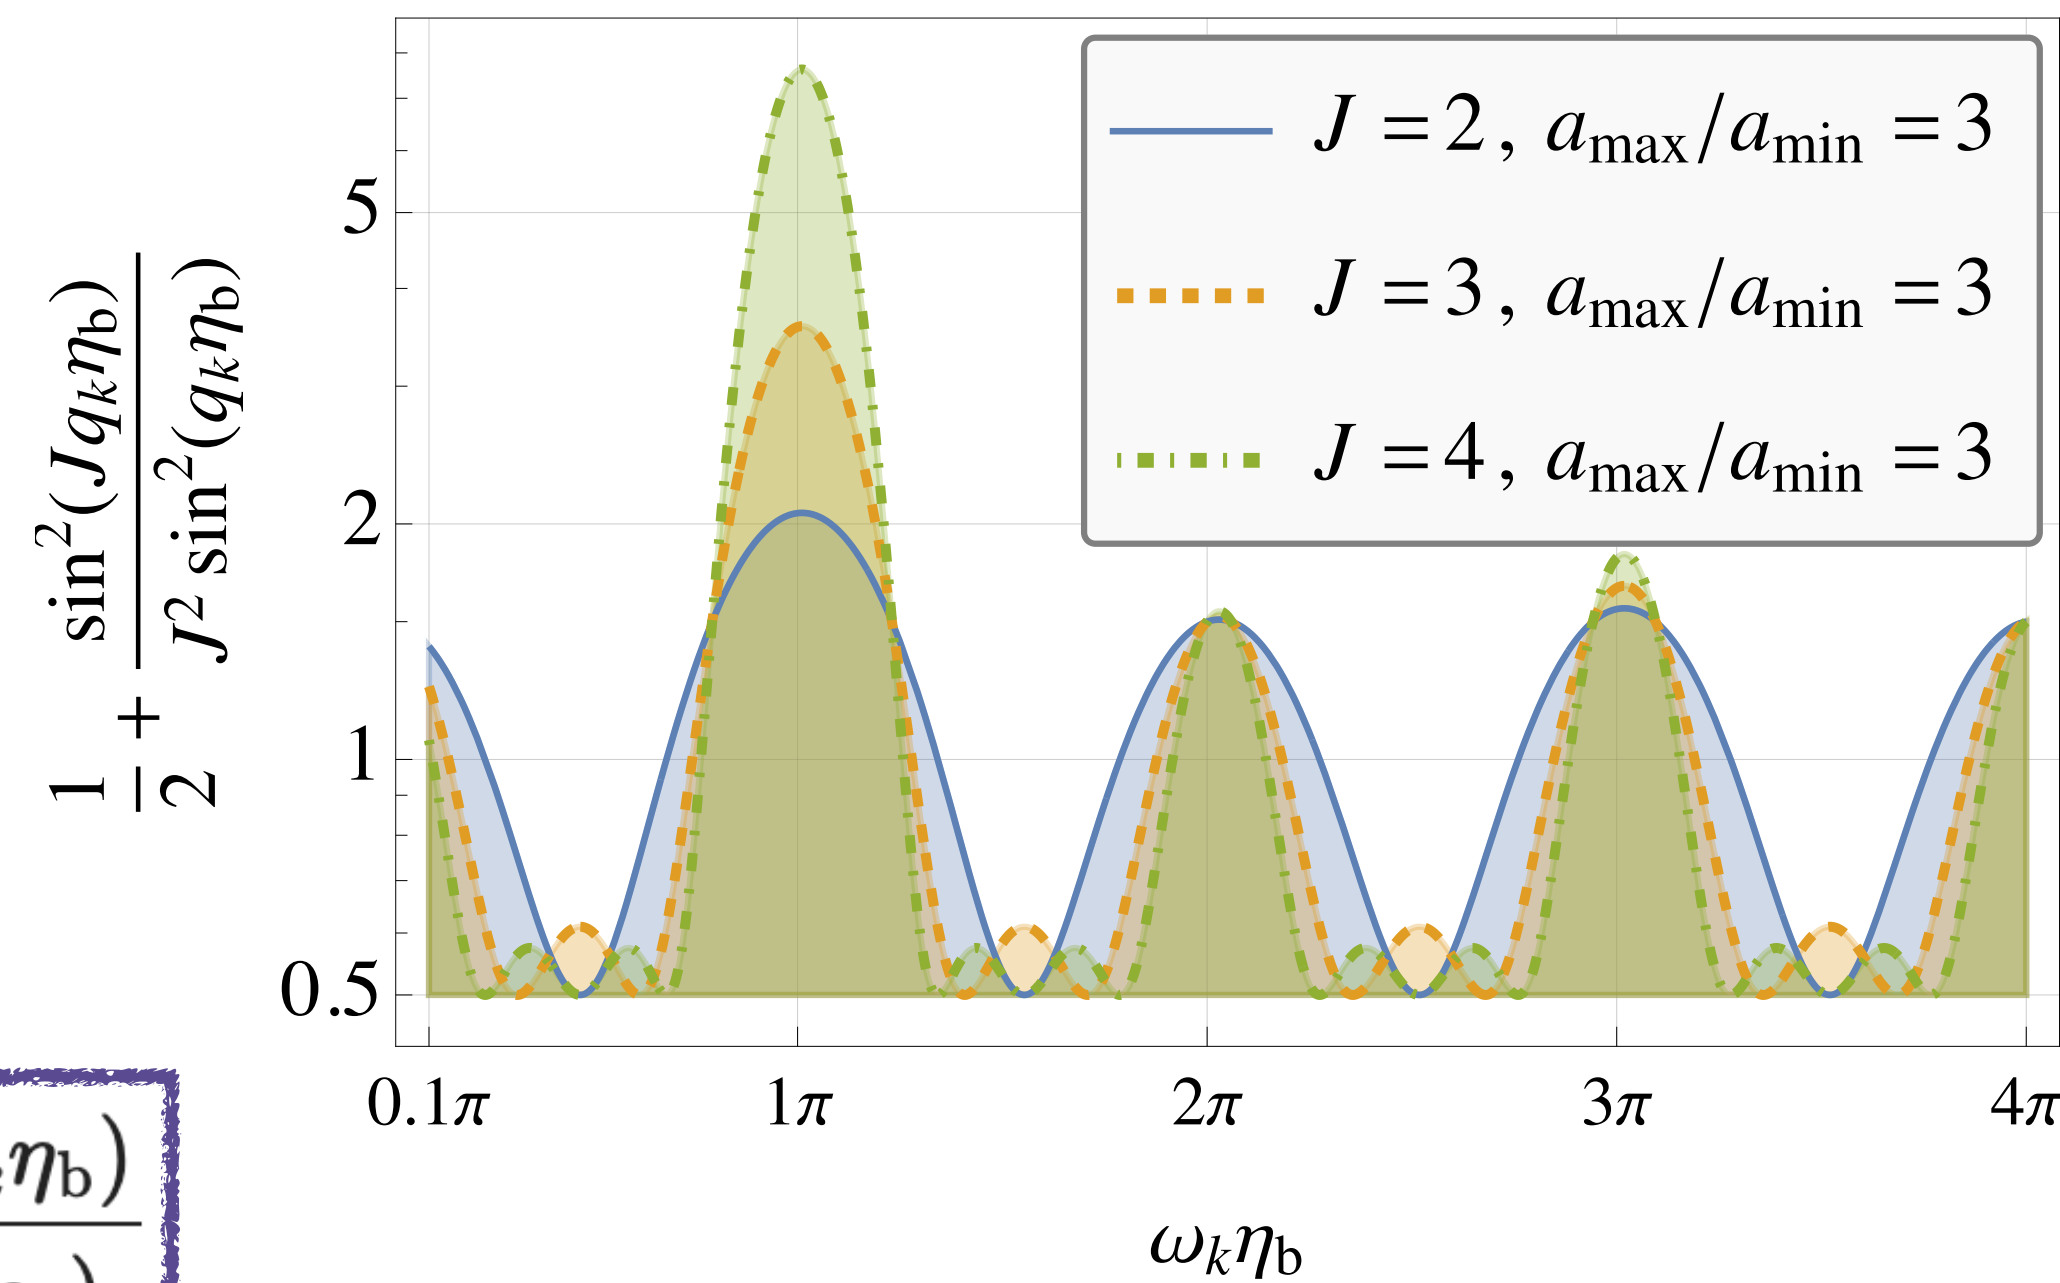 J = 2, a_max/a_min = 3
J = 3, a_max/a_min = 3
J = 4, a_max/a_min = 3
5
2
1
0.5
1/2 + sin²(Jq_kη_b)/J² sin²(q_kη_b)
0.1π 1π 2π 3π 4π
ω_kη_b
η_b)
)